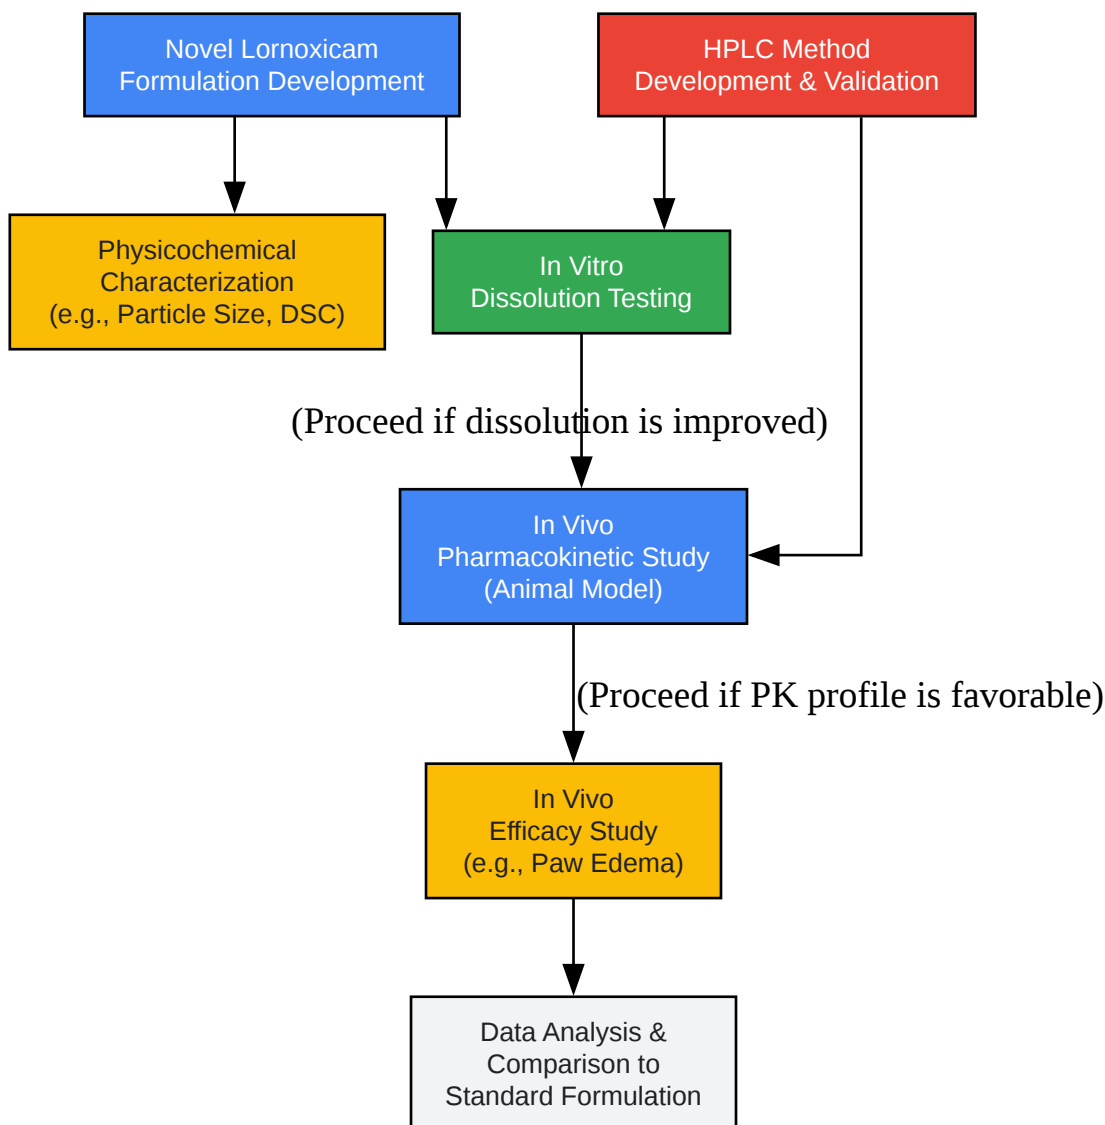 Novel Lornoxicam
Formulation Development
HPLC Method
Development & Validation
Physicochemical
Characterization
(e.g., Particle Size, DSC)
In Vitro
Dissolution Testing
(Proceed if dissolution is improved)
In Vivo
Pharmacokinetic Study
(Animal Model)
(Proceed if PK profile is favorable)
In Vivo
Efficacy Study
(e.g., Paw Edema)
Data Analysis &
Comparison to
Standard Formulation